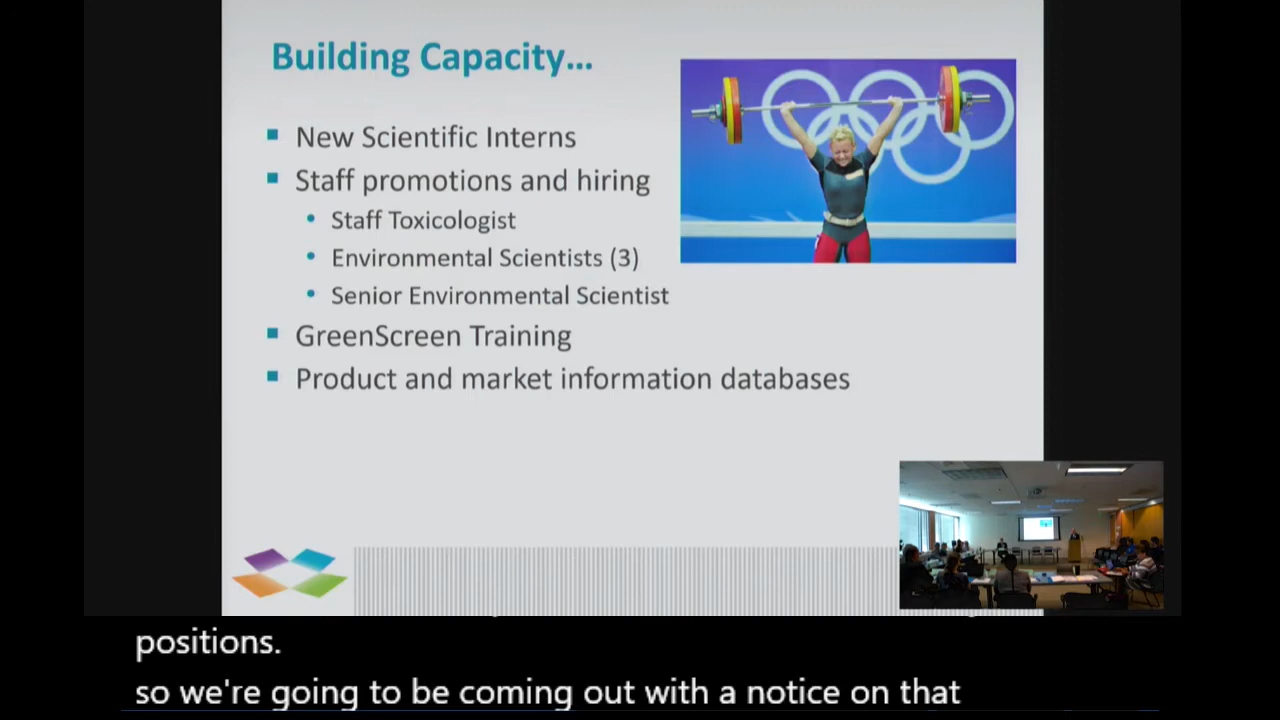 Building Capacity...
New Scientific Interns
Staff promotions and hiring
Staff Toxicologist
Environmental Scientists (3)
Senior Environmental Scientist
GreenScreen Training
Product and market information databases
positions.
so we're going to be coming out with a notice on that